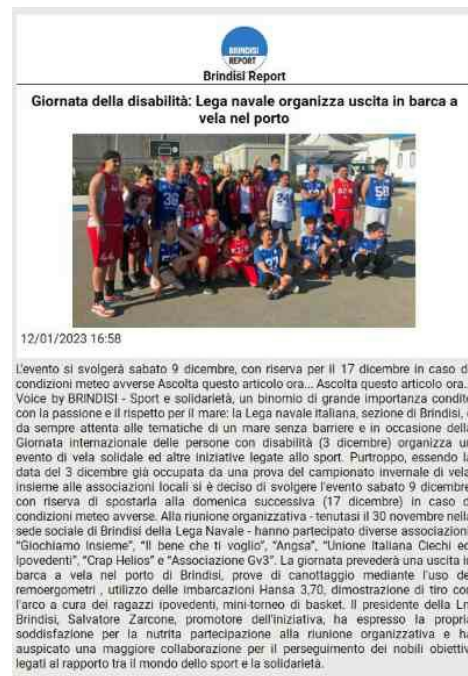 BRINDISI
REPORT
Brindisi Report
Giornata della disabilità: Lega navale organizza uscita in barca a
vela nel porto
12/01/2023 16:58
L'evento si svolgerà sabato 9 dicembre, con riserva per il 17 dicembre in caso d
condizioni meteo avverse Ascolta questo articolo ora... Ascolta questo articolo ora..
Voice by BRINDISI - Sport e solidarietà, un binomio di grande importanza condito
con la passione e il rispetto per il mare: la Lega navale italiana, sezione di Brindisi, è
da sempre attenta alle tematiche di un mare senza barriere e in occasione della
Giornata internazionale delle persone con disabilità (3 dicembre) organizza un
evento di vela solidale ed altre iniziative legate allo sport. Purtroppo, essendo la
data del 3 dicembre già occupata da una prova del campionato invernale di vela
insieme alle associazioni locali si è deciso di svolgere l'evento sabato 9 dicembre
con riserva di spostarla alla domenica successiva (17 dicembre) in caso d
condizioni meteo avverse. Alla riunione organizzativa - tenutasi il 30 novembre nella
sede sociale di Brindisi della Lega Navale - hanno partecipato diverse associazioni
"Giochiamo Insieme", "Il bene che ti voglio", "Angsa", "Unione Italiana Ciechi ed
Ipovedenti", "Crap Helios" e "Associazione Gv3". La giornata prevederà una uscita in
barca a vela nel porto di Brindisi, prove di canottaggio mediante l'uso de
remoergometri , utilizzo delle imbarcazioni Hansa 3,70, dimostrazione di tiro con
l'arco a cura dei ragazzi ipovedenti, mini-torneo di basket. Il presidente della Ln
Brindisi, Salvatore Zarcone, promotore dell'iniziativa, ha espresso la propria
soddisfazione per la nutrita partecipazione alla riunione organizzativa e ha
auspicato una maggiore collaborazione per il perseguimento dei nobili obiettiv
legati al rapporto tra il mondo dello sport e la solidarietà.